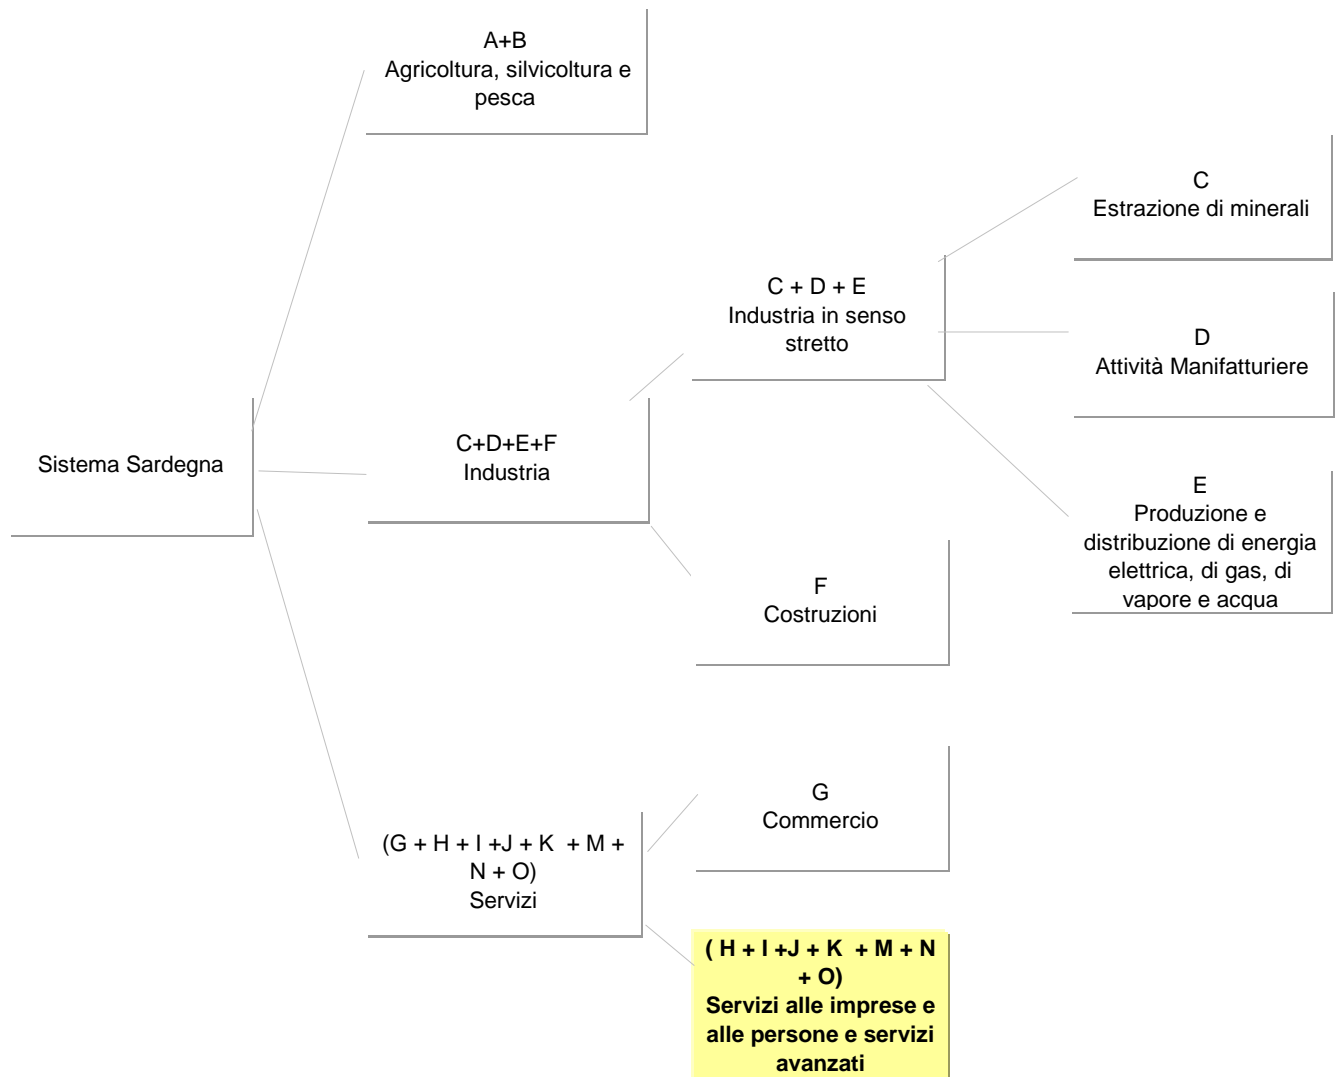 A+B
Agricoltura, silvicoltura e
pesca
C
Estrazione di minerali
C + D + E
Industria in senso
stretto
D
Attività Manifatturiere
Sistema Sardegna
C+D+E+F
Industria
E
Produzione e
distribuzione di energia
elettrica, di gas, di
vapore e acqua
F
Costruzioni
G
Commercio
(G + H + I +J + K + M +
N + O)
Servizi
( H + I +J + K + M + N
+ O)
Servizi alle imprese e
alle persone e servizi
avanzati